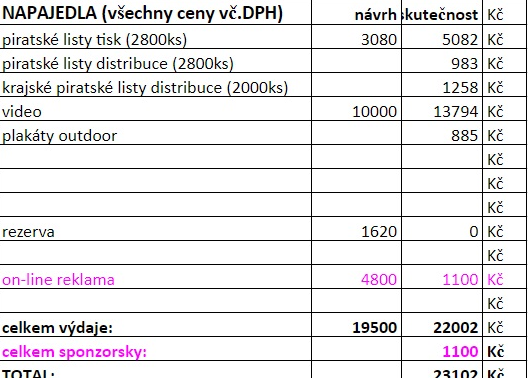 NAPAJEDLA (všechny ceny vč.DPH) návrh skutečnost Kč
piratské listy tisk (2800ks) 3080 5082 Kč
piratské listy distribuce (2800ks) 983 Kč
krajské piratské listy distribuce (2000ks) 1258 Kč
video 10000 13794 Kč
plakáty outdoor 885 Kč
Kč
Kč
Kč
rezerva 1620 0 Kč
Kč
on-line reklama 4800 1100 Kč
Kč
celkem výdaje: 19500 22002 Kč
celkem sponzorsky: 1100 Kč
TOTAL: 23102 Kč